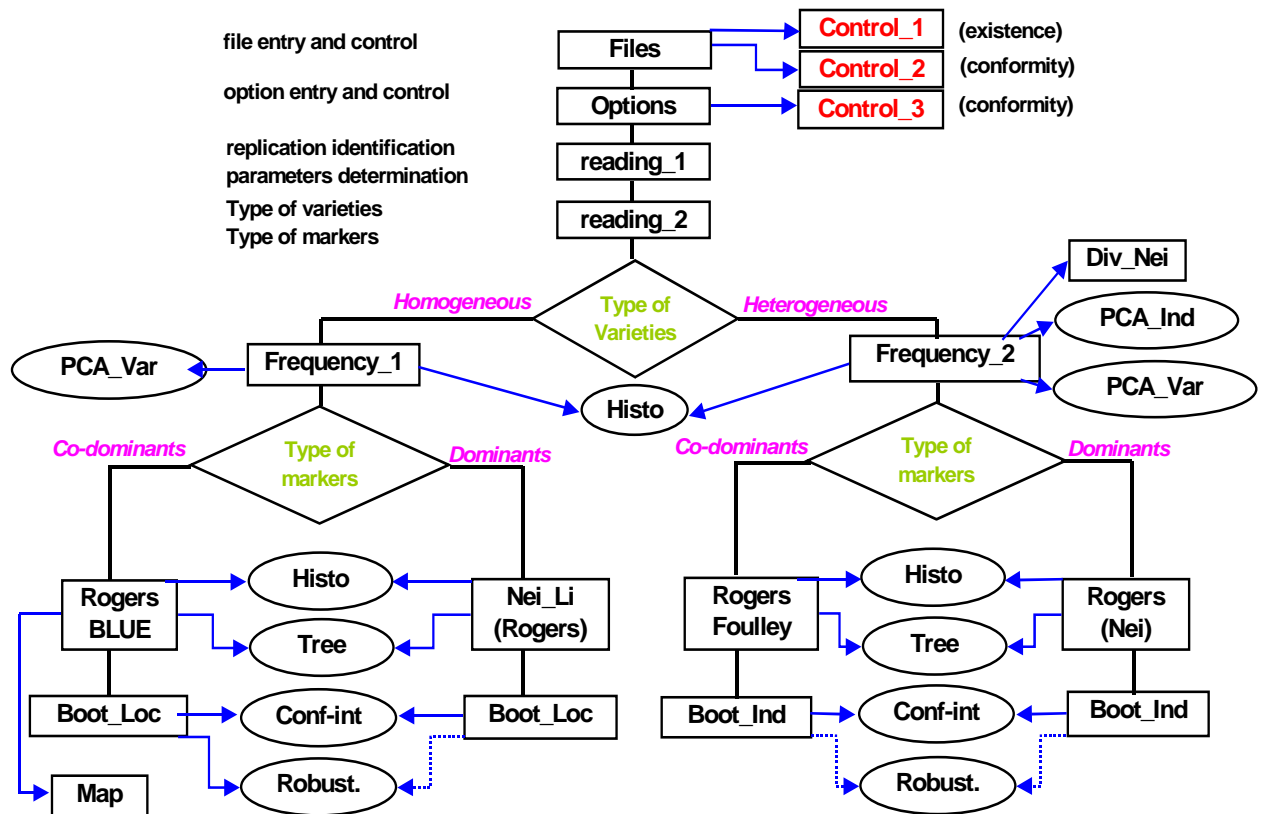 file entry and control
Files
Control_1
(existence)
Control_2
(conformity)
option entry and control
Options
Control_3
(conformity)
replication identification
parameters determination
reading_1
Type of varieties
Type of markers
reading_2
Div_Nei
Homogeneous
Type of
Varieties
Heterogeneous
PCA_Ind
PCA_Var
Frequency_1
Frequency_2
PCA_Var
Histo
Co-dominants
Type of
markers
Dominants
Co-dominants
Type of
markers
Dominants
Rogers
BLUE
Histo
Tree
Nei_Li
(Rogers)
Rogers
Foulley
Histo
Tree
Rogers
(Nei)
Boot_Loc
Conf-int
Boot_Loc
Boot_Ind
Conf-int
Boot_Ind
Map
Robust.
Robust.